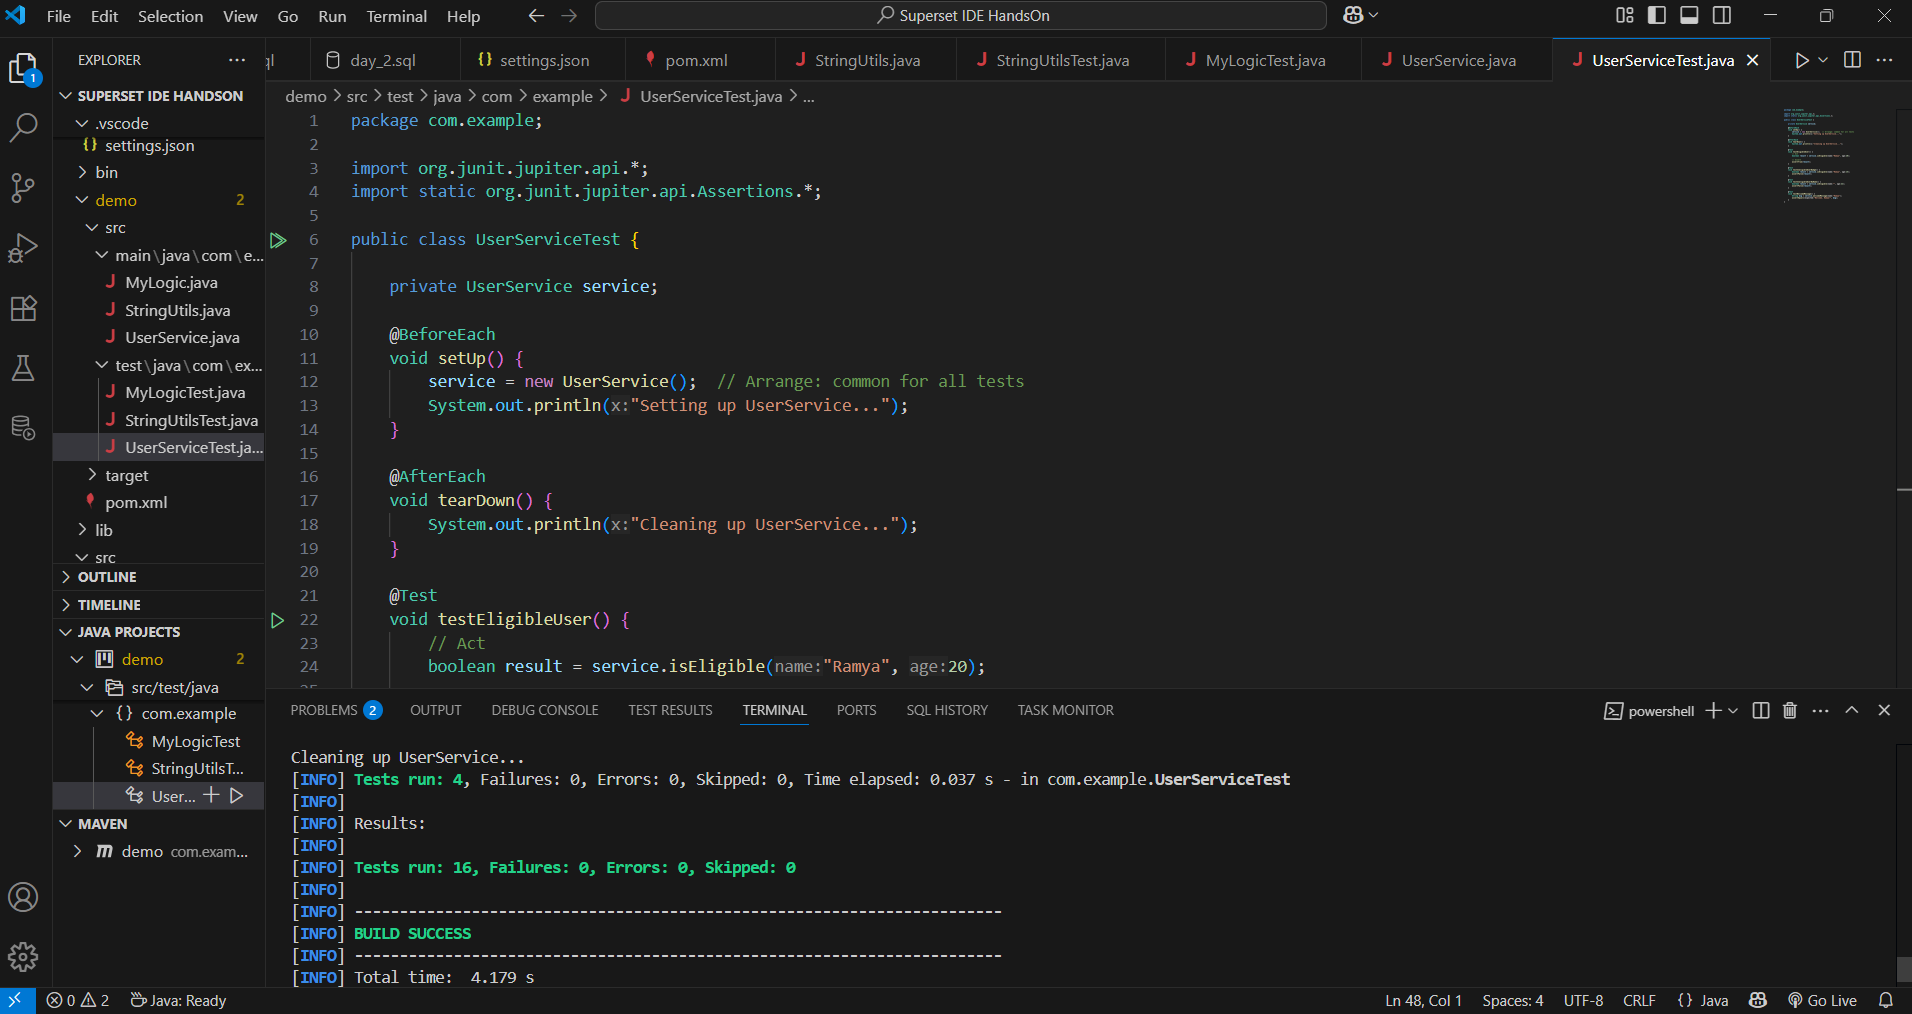 File Edit Selection View Go Run Terminal Help
Superset IDE HandsOn
EXPLORER
SUPERSET IDE HANDSON
.vscode
settings.json
bin
demo 2
src
main\java\com\e...
MyLogic.java
StringUtils.java
UserService.java
test\java\com\ex...
MyLogicTest.java
StringUtilsTest.java
UserServiceTest.ja...
target
pom.xml
lib
src
OUTLINE
TIMELINE
JAVA PROJECTS
demo 2
src/test/java
com.example
MyLogicTest
StringUtilsT...
User...
MAVEN
demo com.exam...
1
ql day_2.sql settings.json pom.xml StringUtils.java StringUtilsTest.java MyLogicTest.java UserService.java UserServiceTest.java
demo > src > test > java > com > example > UserServiceTest.java > ...
1 package com.example;
2
3 import org.junit.jupiter.api.*;
4 import static org.junit.jupiter.api.Assertions.*;
5
6 public class UserServiceTest {
7
8 private UserService service;
9
10 @BeforeEach
11 void setUp() {
12 service = new UserService(); // Arrange: common for all tests
13 System.out.println(x:"Setting up UserService...");
14 }
15
16 @AfterEach
17 void tearDown() {
18 System.out.println(x:"Cleaning up UserService...");
19 }
20
21 @Test
22 void testEligibleUser() {
23 // Act
24 boolean result = service.isEligible(name:"Ramya", age:20);
PROBLEMS 2 OUTPUT DEBUG CONSOLE TEST RESULTS TERMINAL PORTS SQL HISTORY TASK MONITOR powershell
Cleaning up UserService...
[INFO] Tests run: 4, Failures: 0, Errors: 0, Skipped: 0, Time elapsed: 0.037 s - in com.example.UserServiceTest
[INFO]
[INFO] Results:
[INFO]
[INFO] Tests run: 16, Failures: 0, Errors: 0, Skipped: 0
[INFO]
[INFO] ------------------------------------------------------------------------
[INFO] BUILD SUCCESS
[INFO] ------------------------------------------------------------------------
[INFO] Total time:  4.179 s
0 2 Java: Ready Ln 48, Col 1 Spaces: 4 UTF-8 CRLF {} Java Go Live